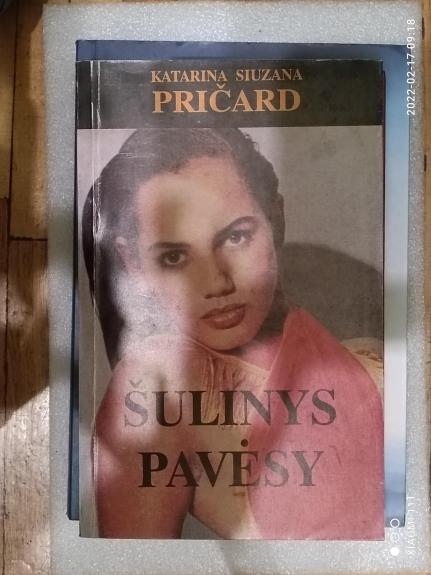 KATARINA SIUZANA
PRIČARD
ŠULINYS
PAVĖSY
2022-02-17 09:18
XIAOMI 11T